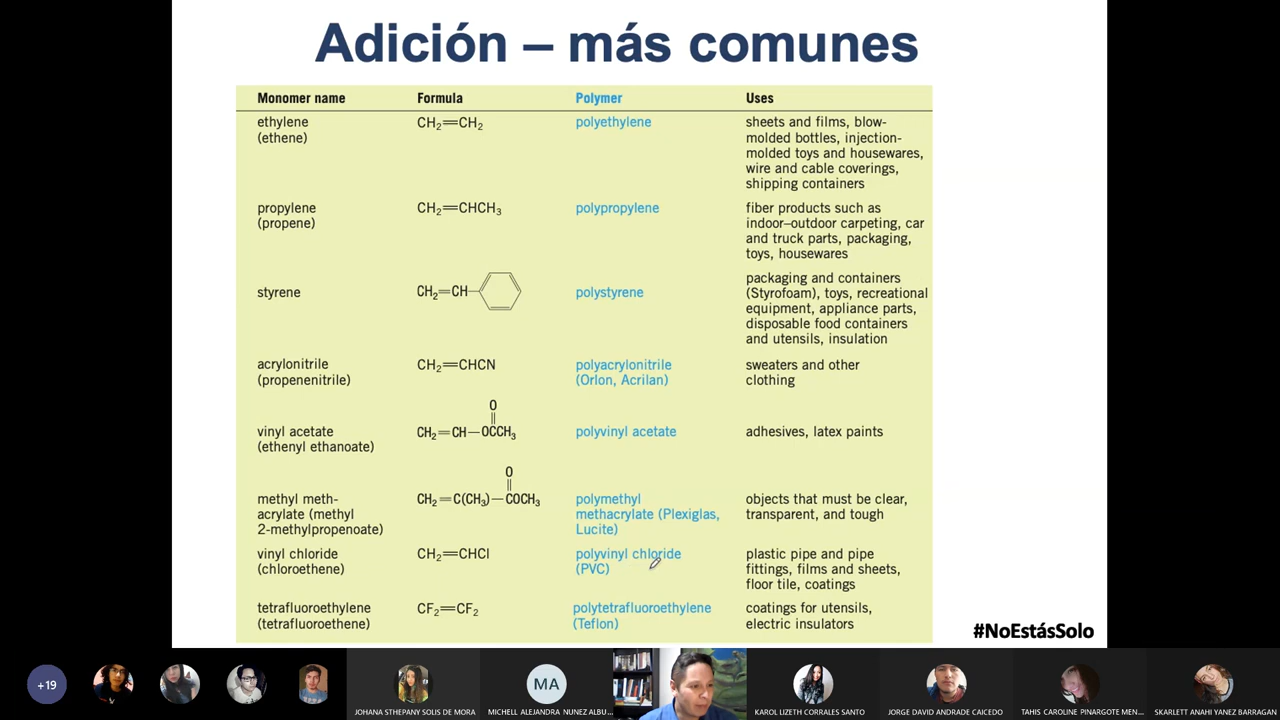 Adición – más comunes
Monomer name Formula Polymer Uses
ethylene
(ethene)
CH2=CH2
polyethylene
sheets and films, blow-
molded bottles, injection-
molded toys and housewares,
wire and cable coverings,
shipping containers
propylene
(propene)
CH2=CHCH3
polypropylene
fiber products such as
indoor–outdoor carpeting, car
and truck parts, packaging,
toys, housewares
styrene
CH2=CH
polystyrene
packaging and containers
(Styrofoam), toys, recreational
equipment, appliance parts,
disposable food containers
and utensils, insulation
acrylonitrile
(propenenitrile)
CH2=CHCN
polyacrylonitrile
(Orlon, Acrilan)
sweaters and other
clothing
vinyl acetate
(ethenyl ethanoate)
O
CH2=CH—OCCH3
polyvinyl acetate
adhesives, latex paints
methyl meth-
acrylate (methyl
2-methylpropenoate)
O
CH2=C(CH3)—COCH3
polymethyl
methacrylate (Plexiglas,
Lucite)
objects that must be clear,
transparent, and tough
vinyl chloride
(chloroethene)
CH2=CHCl
polyvinyl chloride
(PVC)
plastic pipe and pipe
fittings, films and sheets,
floor tile, coatings
tetrafluoroethylene
(tetrafluoroethene)
CF2=CF2
polytetrafluoroethylene
(Teflon)
coatings for utensils,
electric insulators
#NoEstásSolo
+19
MA
JOHANA STHEPANY SOLIS DE MORA
MICHELL ALEJANDRA NUNEZ ALBU...
KAROL LIZETH CORRALES SANTO
JORGE DAVID ANDRADE CAICEDO
TAHIS CAROLINE PINARGOTE MEN...
SKARLETT ANAHI YANEZ BARRAGAN